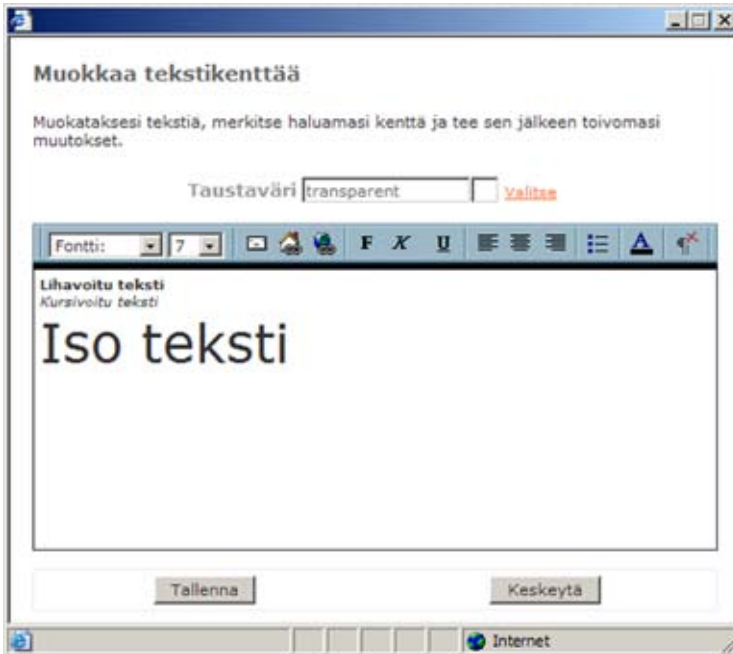 Muokkaa tekstikenttää
Muokataksesi tekstiä, merkitse haluamasi kenttä ja tee sen jälkeen toivomasi
muutokset.
Taustaväri transparent Valitse
Fontti: 7 F K U A
Lihavoitu teksti
Kursivoitu teksti
Iso teksti
Tallenna Keskeytä
Internet